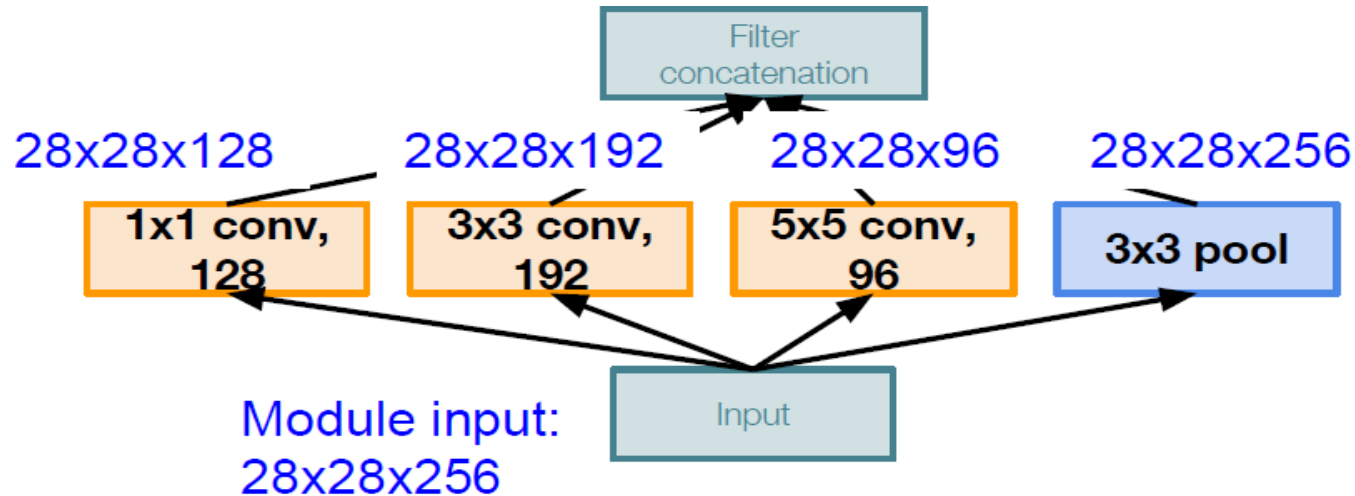 Filter
concatenation
28x28x128
28x28x192
28x28x96
28x28x256
1x1 conv,
128
3x3 conv,
192
5x5 conv,
96
3x3 pool
Input
Module input:
28x28x256